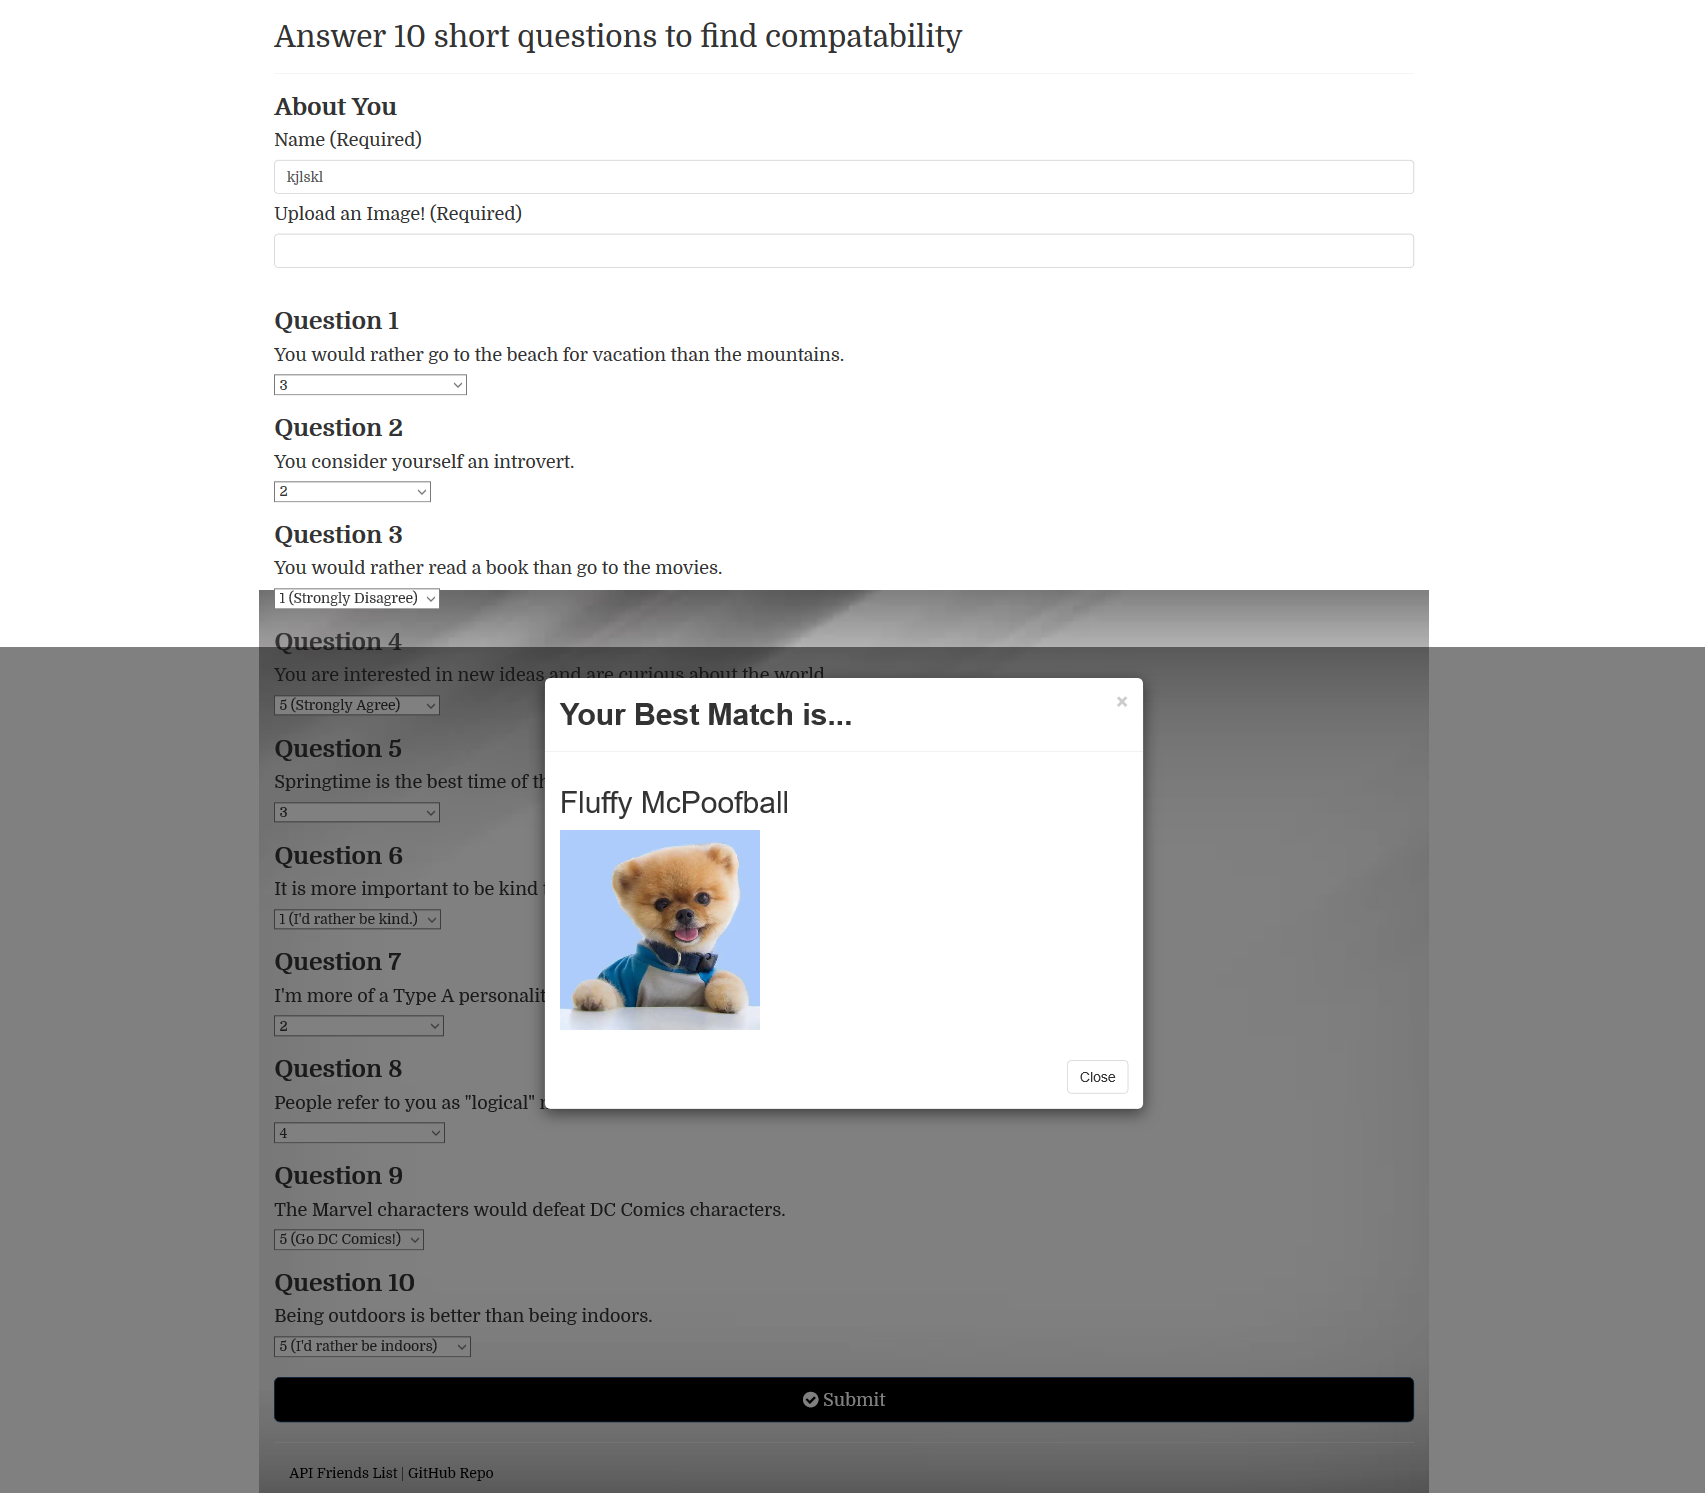 Answer 10 short questions to find compatability
About You
Name (Required)
kjlskl
Upload an Image! (Required)
Question 1
You would rather go to the beach for vacation than the mountains.
3
Question 2
You consider yourself an introvert.
2
Question 3
You would rather read a book than go to the movies.
1 (Strongly Disagree)
Question 4
You are interested in new ideas and are curious about the world
5 (Strongly Agree)
Question 5
Springtime is the best time of
3
Question 6
It is more important to be kind
1 (I'd rather be kind.)
Question 7
I'm more of a Type A
2
Question 8
People refer to you as "logical"
4
Question 9
The Marvel characters would defeat DC Comics characters.
5 (Go DC Comics!)
Question 10
Being outdoors is better than being indoors.
5 (I'd rather be indoors)
Submit
API Friends List | GitHub Repo
Your Best Match is...
×
Fluffy McPoofball
Close